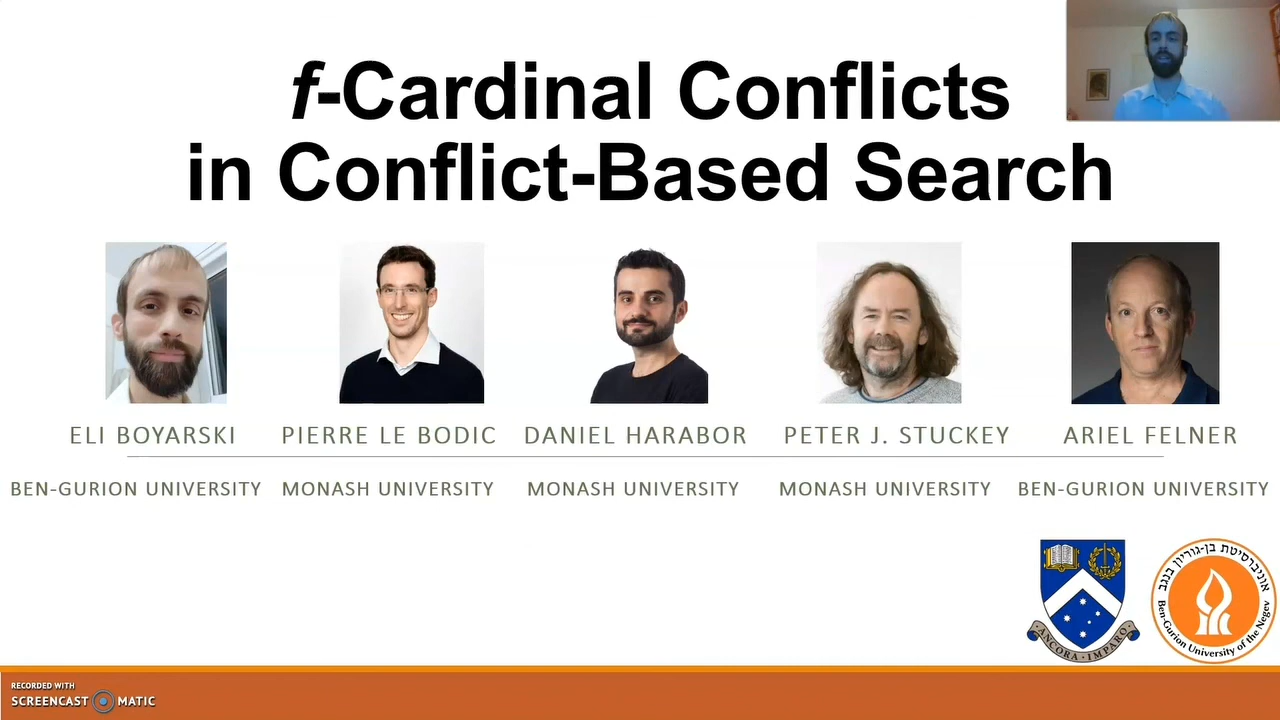 f-Cardinal Conflicts
in Conflict-Based Search
ELI BOYARSKI
PIERRE LE BODIC
DANIEL HARABOR
PETER J. STUCKEY
ARIEL FELNER
BEN-GURION UNIVERSITY
MONASH UNIVERSITY
MONASH UNIVERSITY
MONASH UNIVERSITY
BEN-GURION UNIVERSITY
ANCORA IMPARO
אוניברסיטת בן-גוריון בנגב
Ben-Gurion University of the Negev
RECORDED WITH
SCREENCAST MATIC